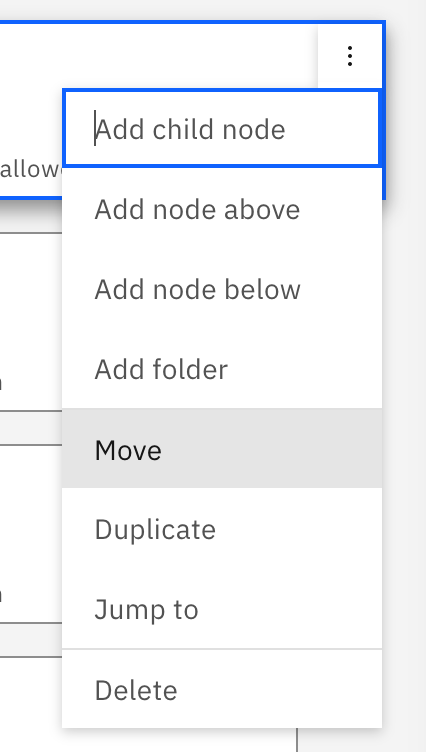 allow
Add child node
Add node above
Add node below
Add folder
Move
Duplicate
Jump to
Delete